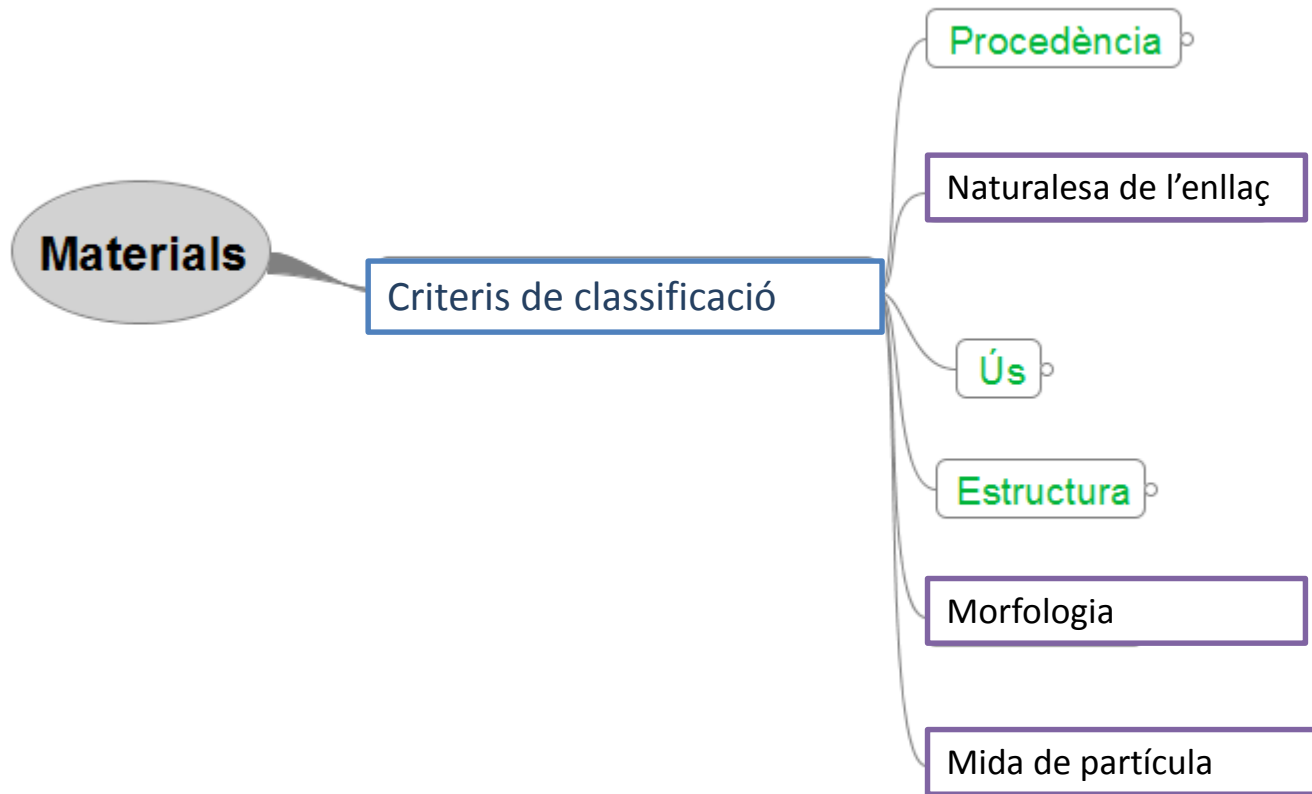 Materials
Criteris de classificació
Procedència
Naturalesa de l’enllaç
Ús
Estructura
Morfologia
Mida de partícula